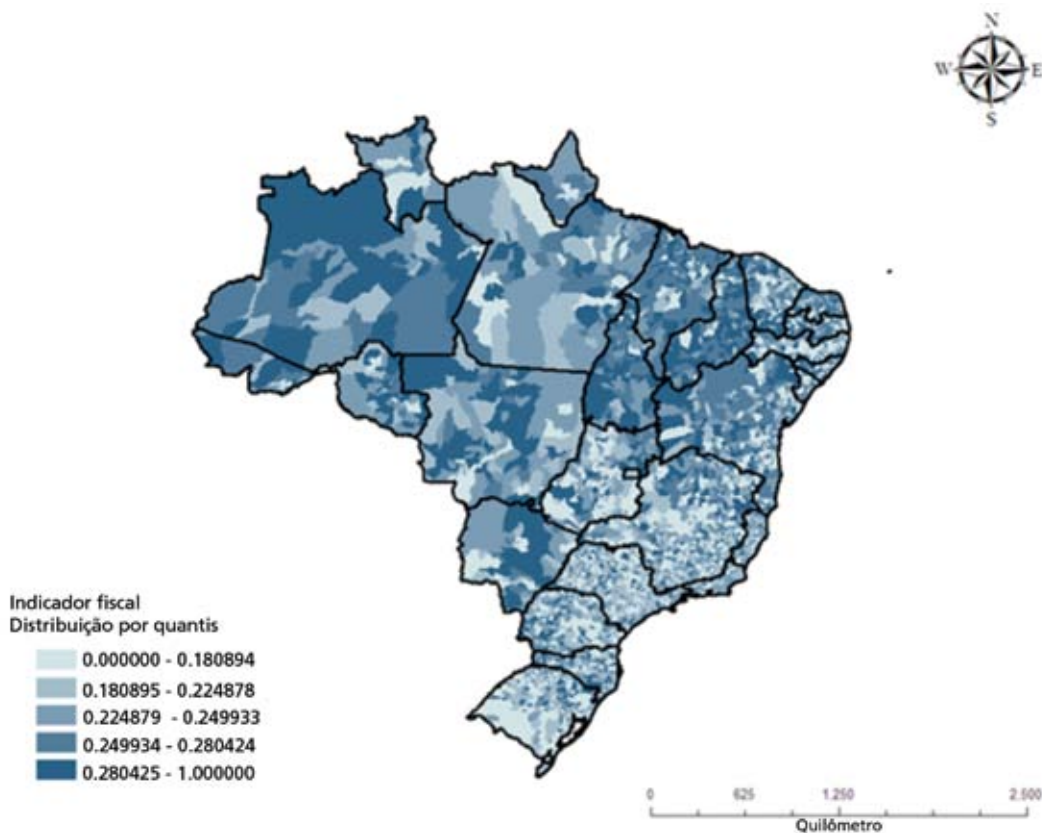 N
W E
S
Indicador fiscal
Distribuição por quantis
0.000000 - 0.180894
0.180895 - 0.224878
0.224879 - 0.249933
0.249934 - 0.280424
0.280425 - 1.000000
0 625 1.250 2.500
Quilômetro